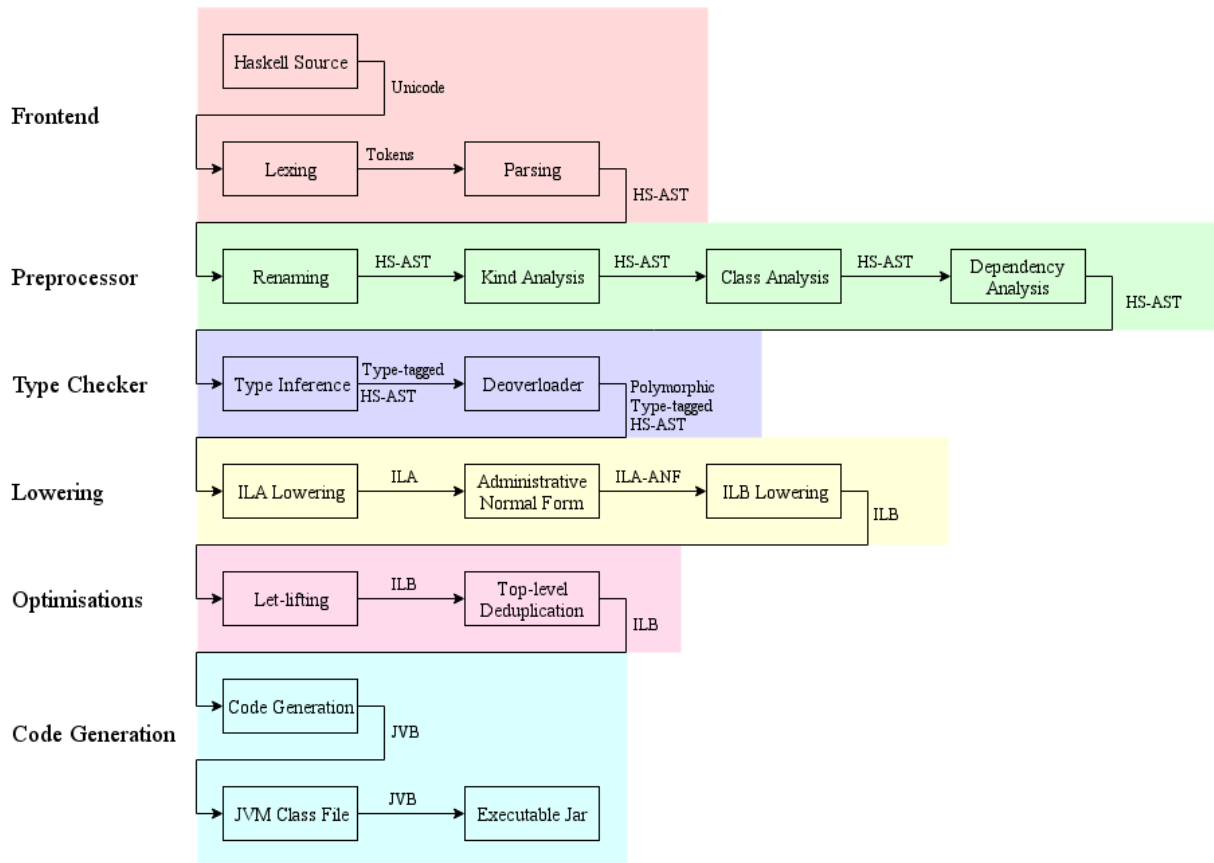 Haskell Source
Unicode
Frontend
Tokens
Lexing
Parsing
HS-AST
Preprocessor
Renaming
HS-AST
Kind Analysis
HS-AST
Class Analysis
HS-AST
Dependency
Analysis
HS-AST
Type Checker
Type Inference
Type-tagged
HS-AST
Deoverloader
Polymorphic
Type-tagged
HS-AST
Lowering
ILA Lowering
ILA
Administrative
Normal Form
ILA-ANF
ILB Lowering
ILB
Optimisations
Let-lifting
ILB
Top-level
Deduplication
ILB
Code Generation
Code Generation
JVB
JVM Class File
JVB
Executable Jar